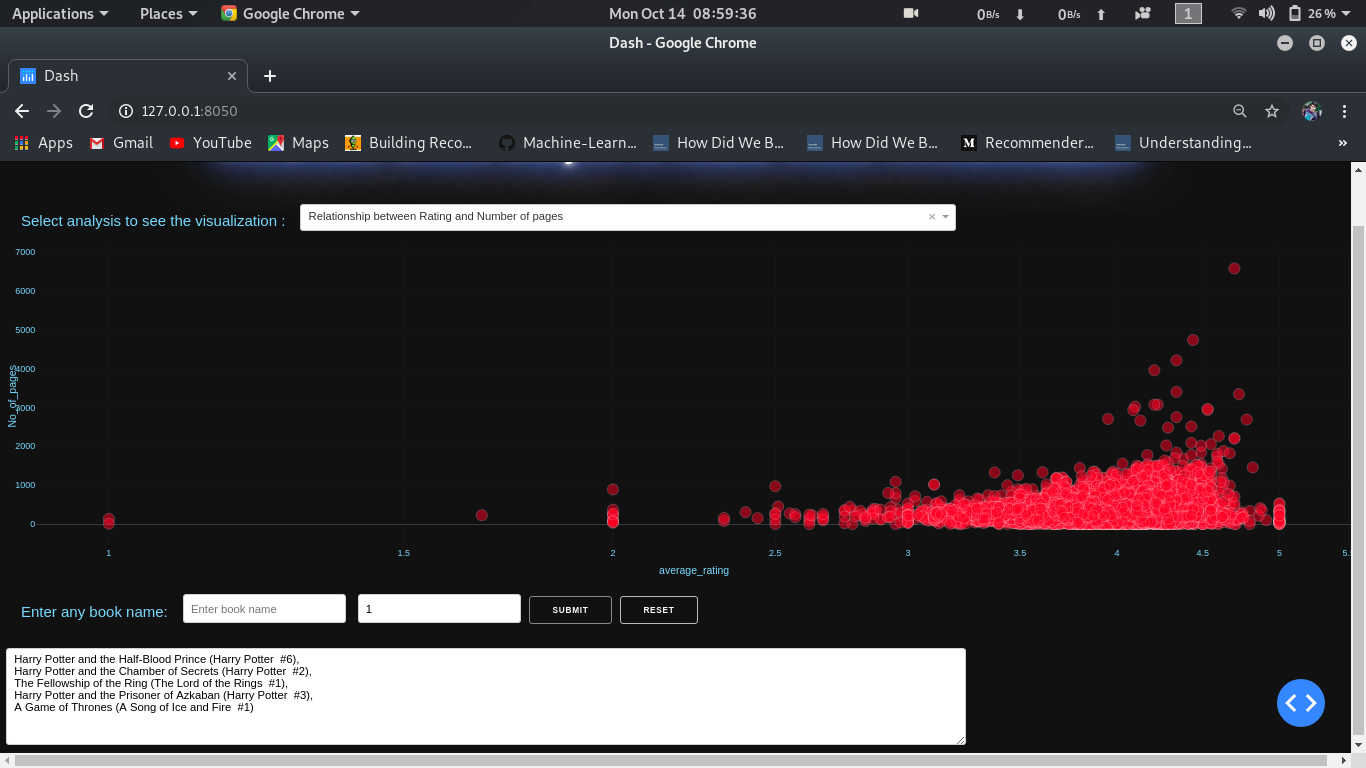 Applications Places Google Chrome Mon Oct 14 08:59:36 0B/s 0B/s 1 26 %
Dash - Google Chrome
Dash
127.0.0.1:8050
Apps Gmail YouTube Maps Building Reco... Machine-Learn... How Did We B... How Did We B... Recommender... Understanding... »
Select analysis to see the visualization : Relationship between Rating and Number of pages
7000
6000
5000
4000
3000
2000
1000
0
No_of_pages
1 1.5 2 2.5 3 3.5 4 4.5 5 5.5
average_rating
Enter any book name: Enter book name 1 SUBMIT RESET
Harry Potter and the Half-Blood Prince (Harry Potter  #6),
Harry Potter and the Chamber of Secrets (Harry Potter  #2),
The Fellowship of the Ring (The Lord of the Rings  #1),
Harry Potter and the Prisoner of Azkaban (Harry Potter  #3),
A Game of Thrones (A Song of Ice and Fire  #1)